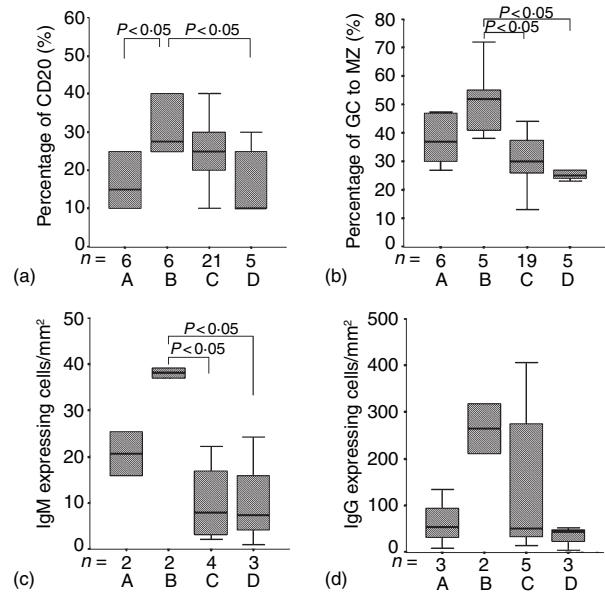 Percentage of CD20 (%)
60
50
40
30
20
10
0
P < 0·05
P < 0·05
n = 6 6 21 5
A B C D
(a)
Percentage of GC to MZ (%)
80
70
60
50
40
30
20
10
0
P < 0·05
P < 0·05
n = 6 5 19 5
A B C D
(b)
IgM expressing cells/mm²
50
40
30
20
10
0
P < 0·05
P < 0·05
n = 2 2 4 3
A B C D
(c)
IgG expressing cells/mm²
500
400
300
200
100
0
n = 3 2 5 3
A B C D
(d)